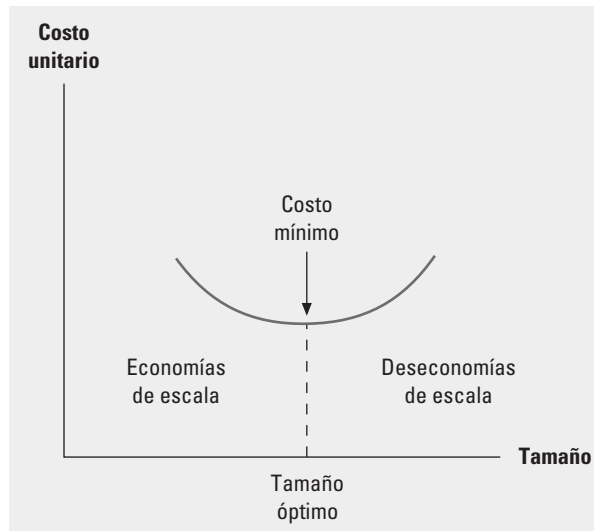 Costo
unitario
Costo
mínimo
Economías
de escala
Deseconomías
de escala
Tamaño
Tamaño
óptimo